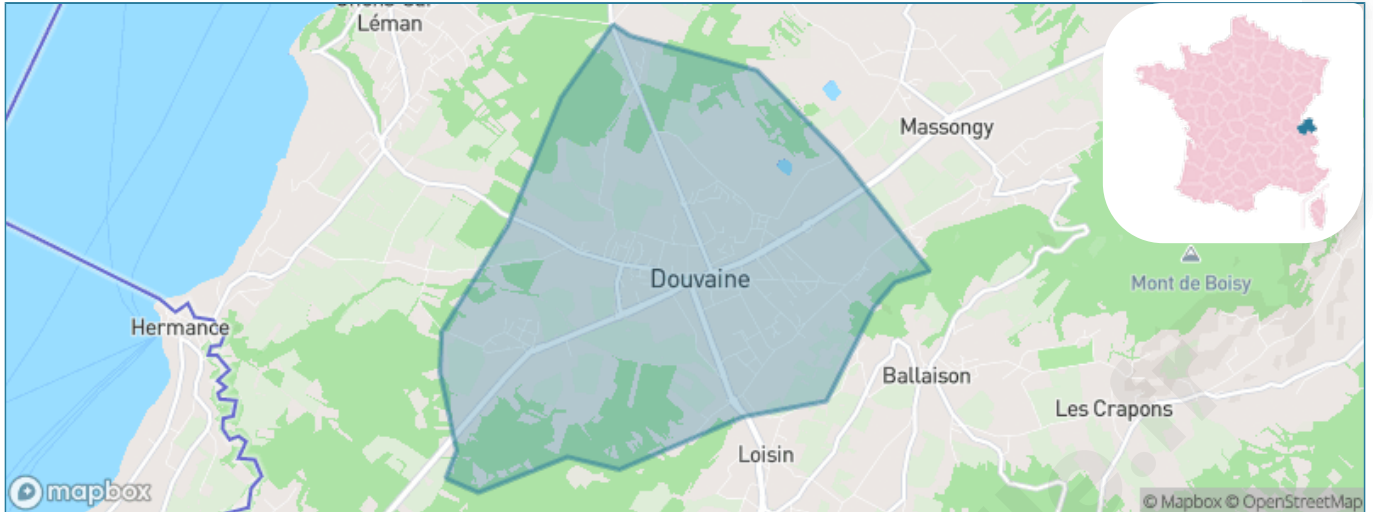 Léman
Massongy
Douvaine
Mont de Boisy
Hermance
Ballaison
Les Crapons
Loisin
mapbox
© Mapbox © OpenStreetMap